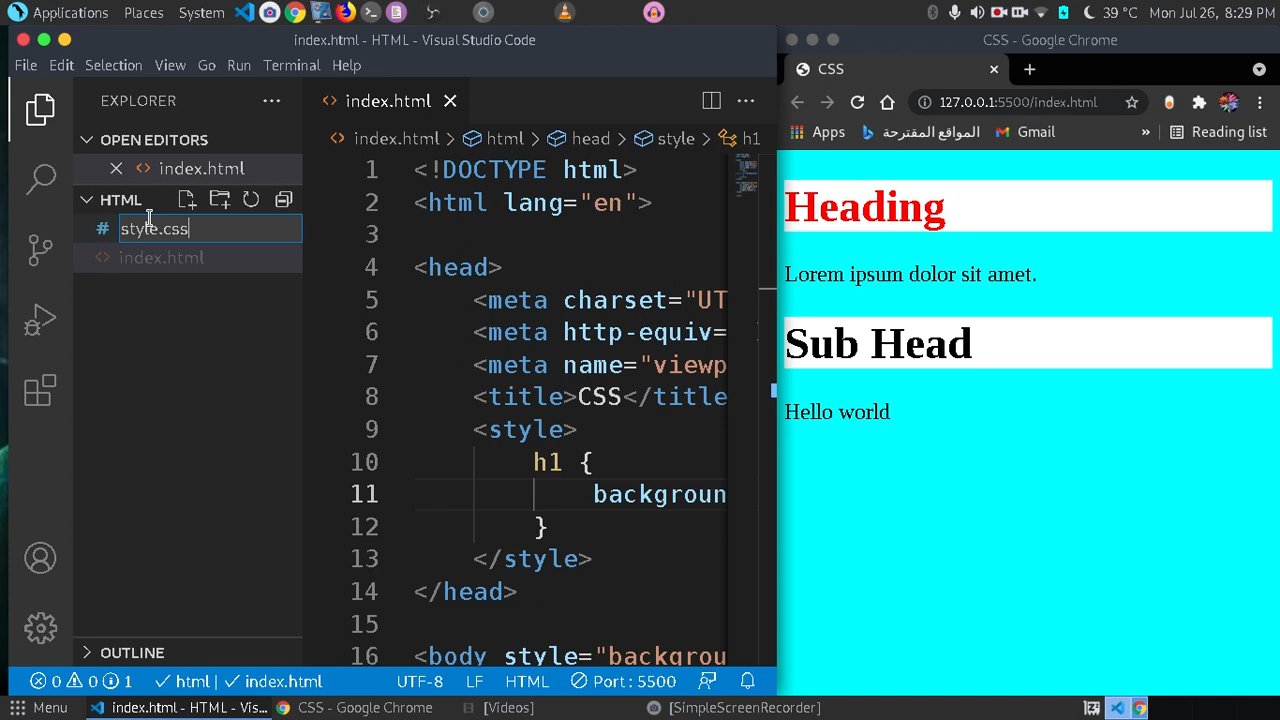 Applications Places System 39 °C Mon Jul 26, 8:29 PM
index.html - HTML - Visual Studio Code
File Edit Selection View Go Run Terminal Help
EXPLORER
OPEN EDITORS
index.html
HTML
style.css
index.html
OUTLINE
index.html
index.html > html > head > style > h1
1 <!DOCTYPE html>
2 <html lang="en">
3
4 <head>
5 <meta charset="UT
6 <meta http-equiv=
7 <meta name="viewp
8 <title>CSS</title
9 <style>
10 h1 {
11 backgroun
12 }
13 </style>
14 </head>
15
16 <body style="backgrou
0 0 1 html | index.html UTF-8 LF HTML Port : 5500
CSS - Google Chrome
CSS
127.0.0.1:5500/index.html
Apps المواقع المقترحة Gmail » Reading list
Heading
Lorem ipsum dolor sit amet.
Sub Head
Hello world
Menu index.html - HTML - Vis... CSS - Google Chrome [Videos] [SimpleScreenRecorder]